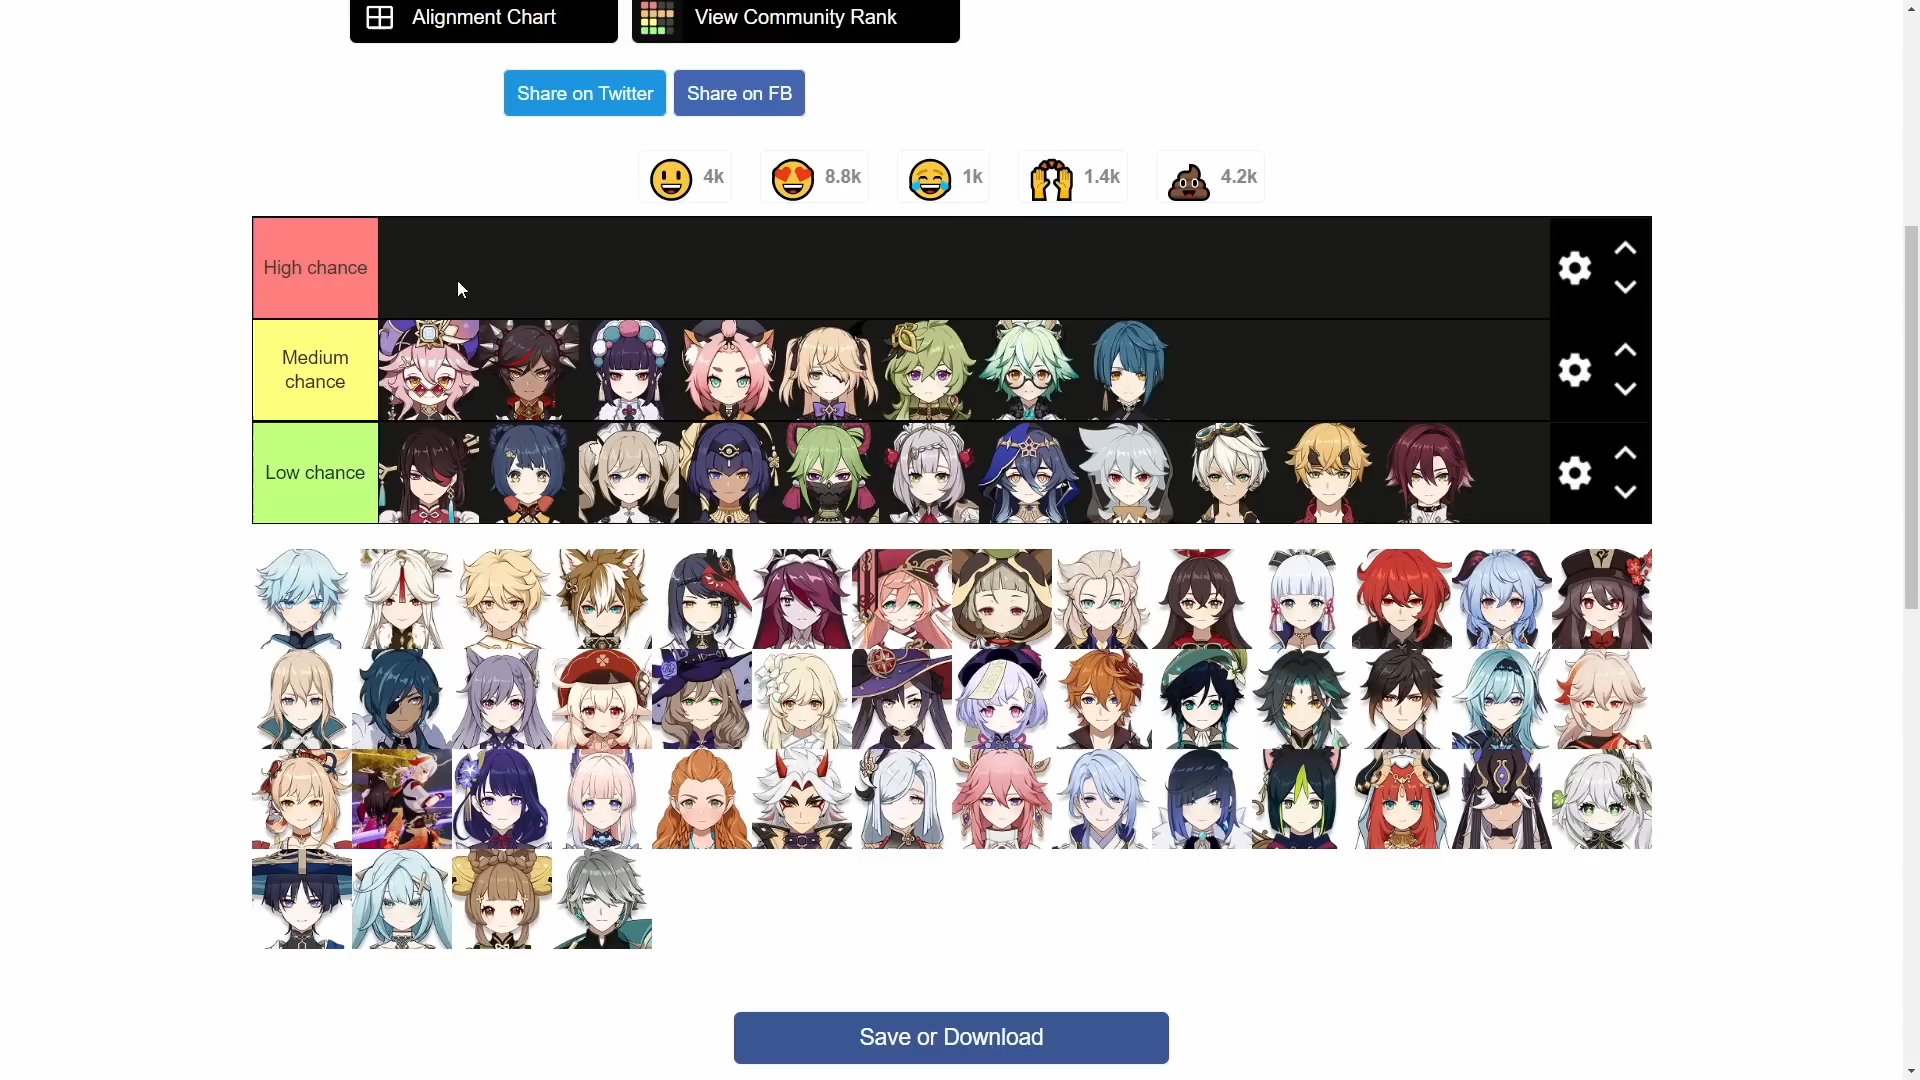 Alignment Chart
View Community Rank
Share on Twitter
Share on FB
4k
8.8k
1k
1.4k
4.2k
High chance
Medium
chance
Low chance
Save or Download